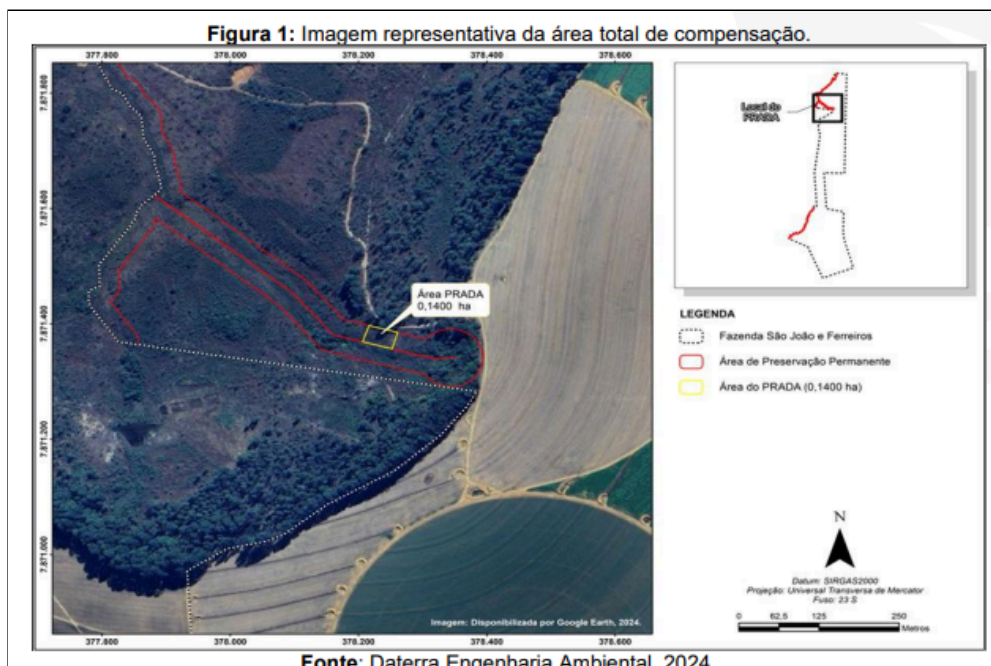 Figura 1: Imagem representativa da área total de compensação.
377.800 378.000 378.200 378.400 378.600
7.871.800
7.871.600
7.871.400
7.871.200
7.871.000
Área PRADA
0,1400 ha
Imagem: Disponibilizada por Google Earth, 2024.
377.800 378.000 378.200 378.400 378.600
Local do
PRADA
LEGENDA
Fazenda São João e Ferreiros
Área de Preservação Permanente
Área do PRADA (0,1400 ha)
N
Datum: SIRGAS2000
Projeção: Universal Transversa de Mercator
Fuso: 23 S
0 62,5 125 250
Metros
Fonte: Daterra Engenharia Ambiental, 2024